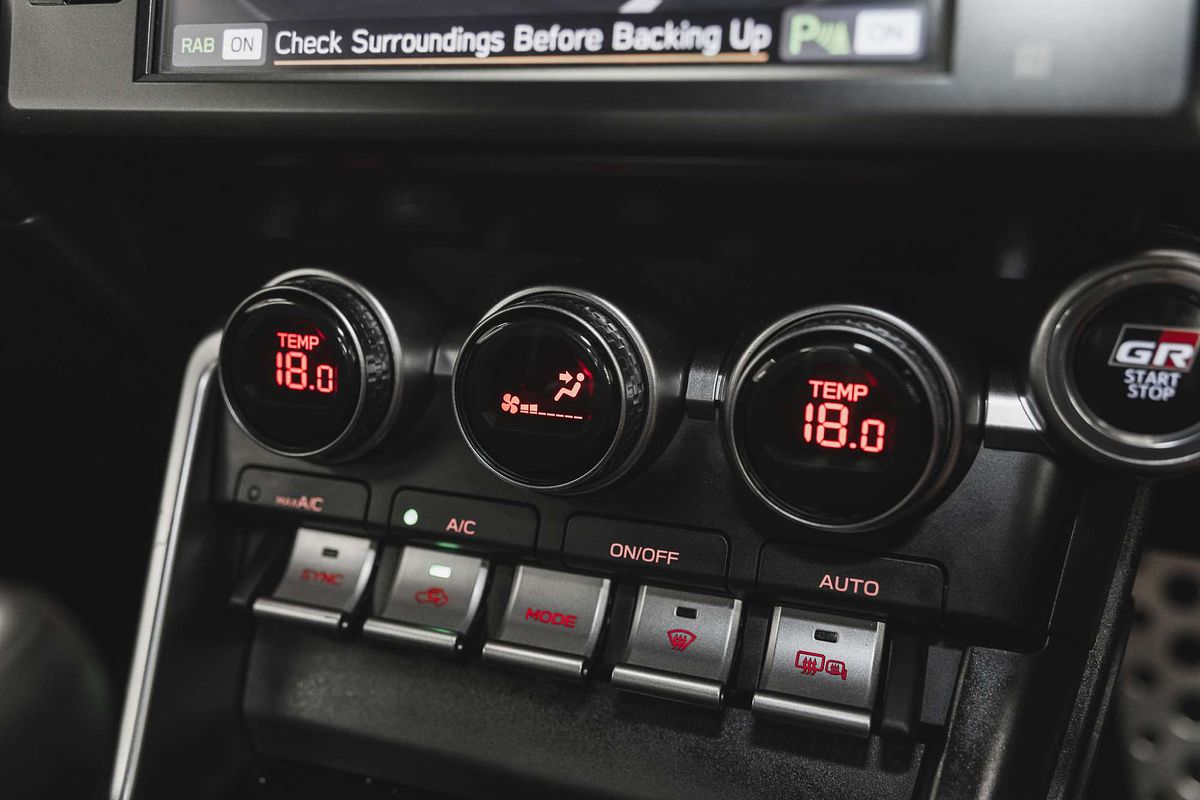 RAB ON Check Surroundings Before Backing Up P ON
TEMP
18.0
TEMP
18.0
GR
START
STOP
MAX A/C
A/C
ON/OFF
AUTO
SYNC
MODE